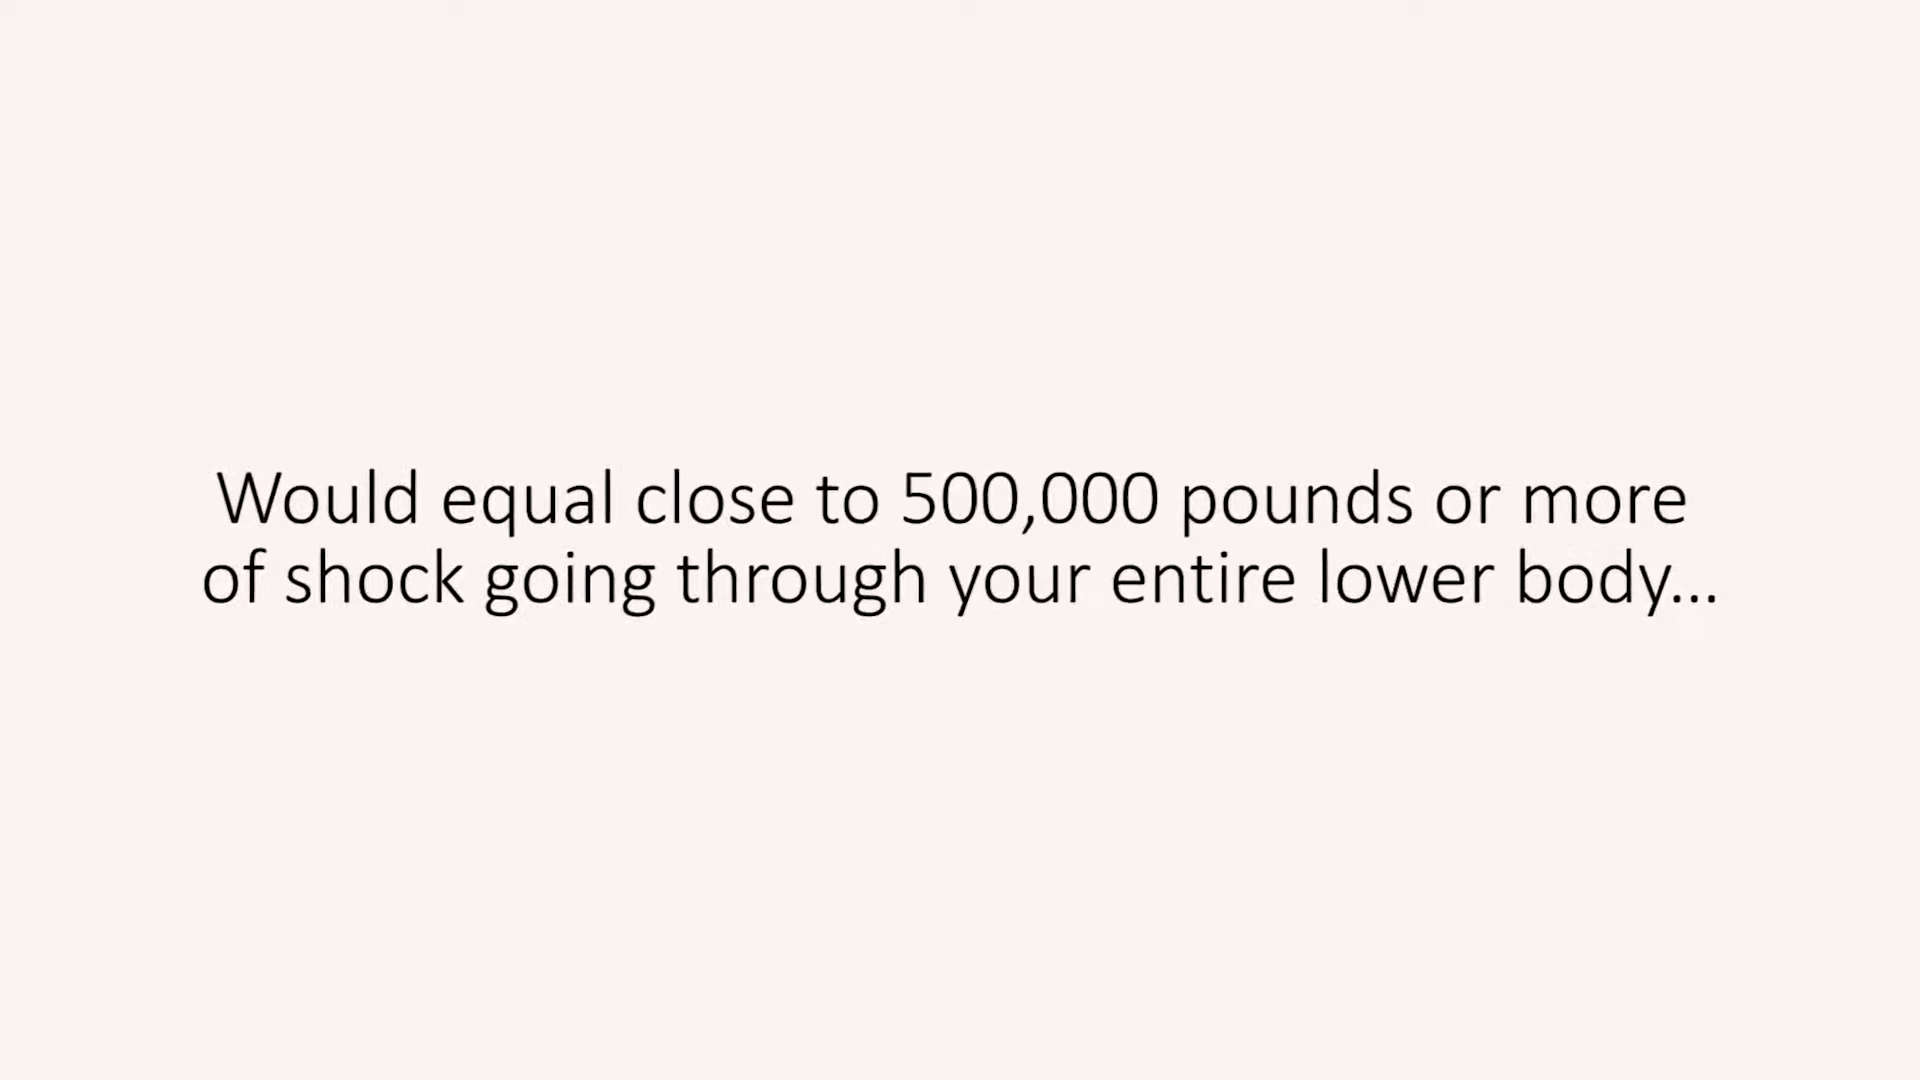 Would equal close to 500,000 pounds or more
of shock going through your entire lower body...